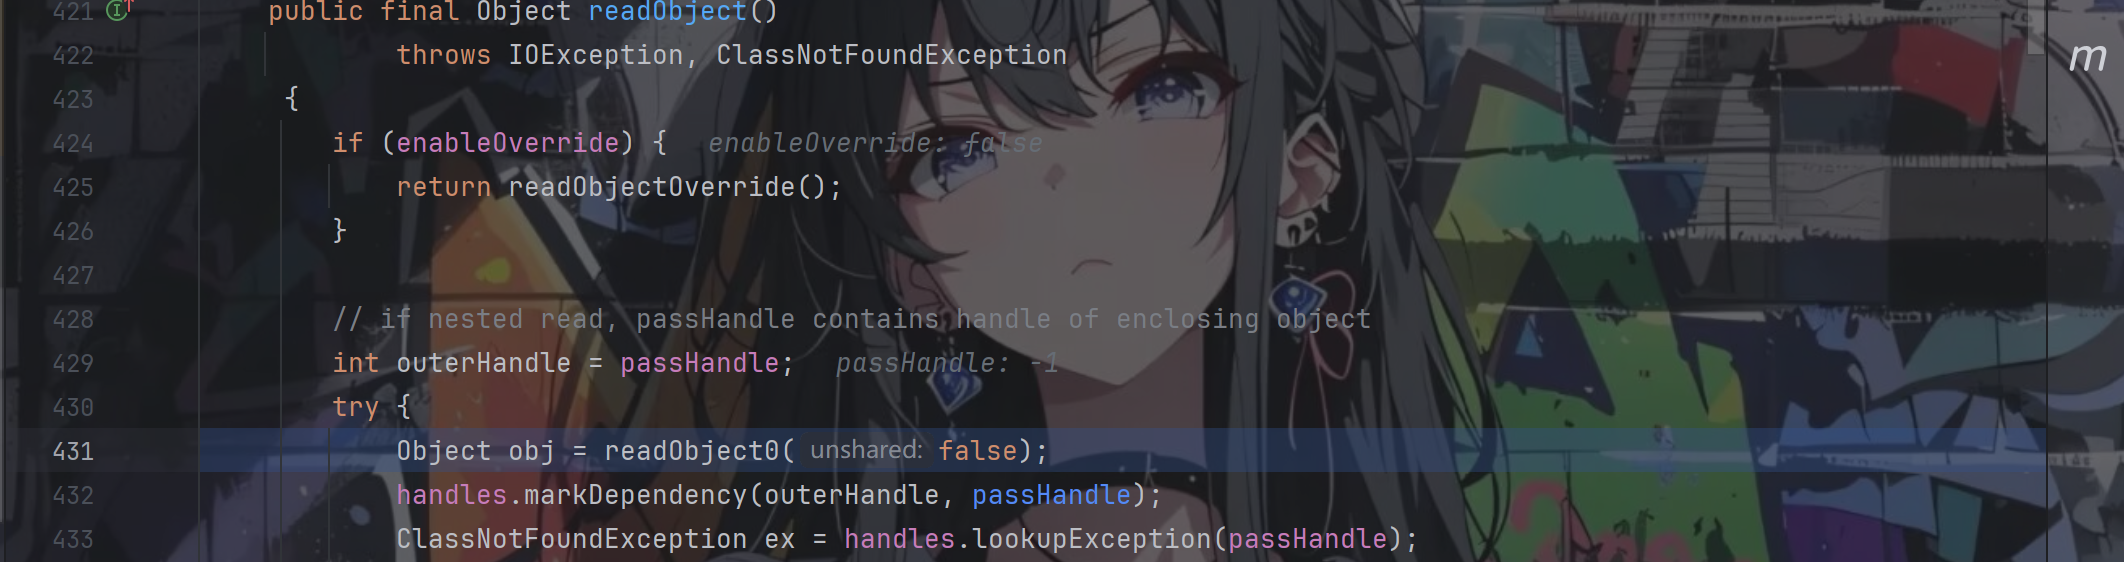 421 public final Object readObject()
422 throws IOException, ClassNotFoundException
423 {
424 if (enableOverride) { enableOverride: false
425 return readObjectOverride();
426 }
427
428 // if nested read, passHandle contains handle of enclosing object
429 int outerHandle = passHandle; passHandle: -1
430 try {
431 Object obj = readObject0( unshared: false);
432 handles.markDependency(outerHandle, passHandle);
433 ClassNotFoundException ex = handles.lookupException(passHandle);
m